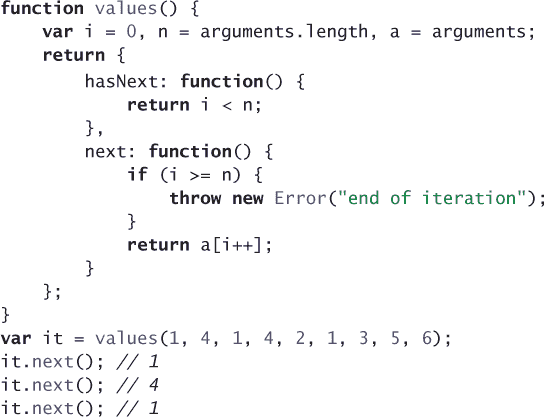 function values() {
    var i = 0, n = arguments.length, a = arguments;
    return {
        hasNext: function() {
            return i < n;
        },
        next: function() {
            if (i >= n) {
                throw new Error("end of iteration");
            }
            return a[i++];
        }
    };
}
var it = values(1, 4, 1, 4, 2, 1, 3, 5, 6);
it.next(); // 1
it.next(); // 4
it.next(); // 1